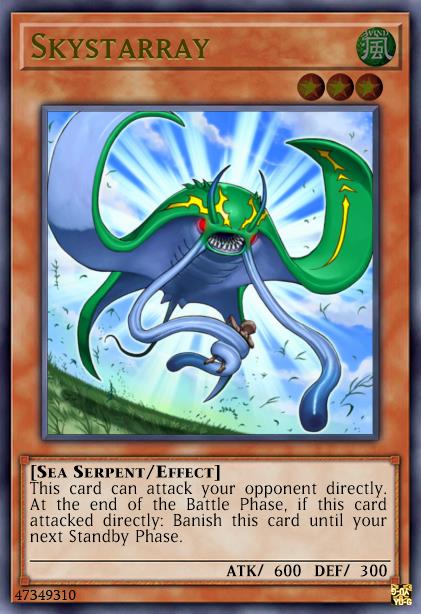 SKYSTARRAY
WIND
風
[SEA SERPENT/EFFECT]
This card can attack your opponent directly.
At the end of the Battle Phase, if this card
attacked directly: Banish this card until your
next Standby Phase.
ATK/ 600 DEF/ 300
47349310